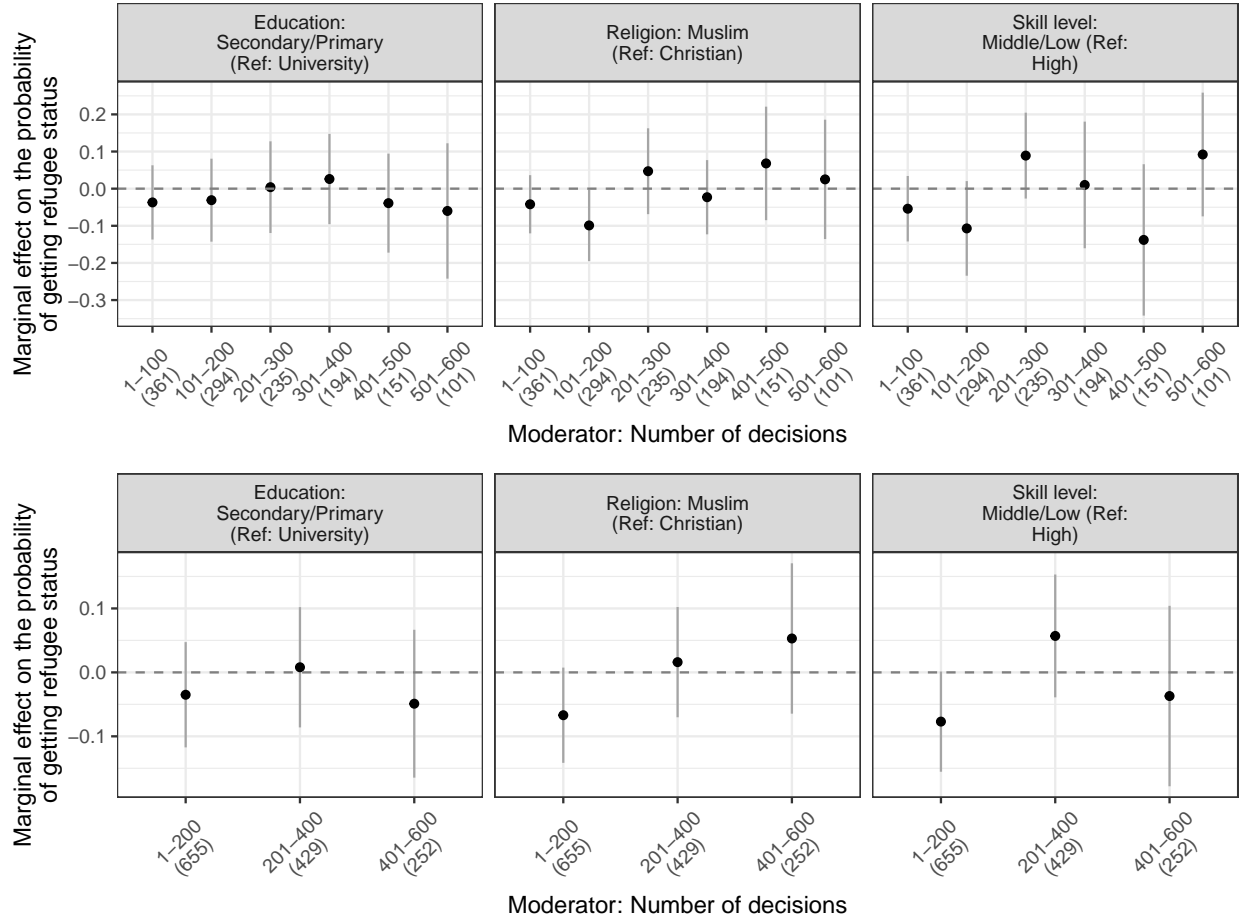 Education:
Secondary/Primary
(Ref: University)
Religion: Muslim
(Ref: Christian)
Skill level:
Middle/Low (Ref:
High)
Marginal effect on the probability
of getting refugee status
0.2
0.1
0.0
−0.1
−0.2
−0.3
1−100
(361)
101−200
(294)
201−300
(235)
301−400
(194)
401−500
(151)
501−600
(101)
1−100
(361)
101−200
(294)
201−300
(235)
301−400
(194)
401−500
(151)
501−600
(101)
1−100
(361)
101−200
(294)
201−300
(235)
301−400
(194)
401−500
(151)
501−600
(101)
Moderator: Number of decisions
Education:
Secondary/Primary
(Ref: University)
Religion: Muslim
(Ref: Christian)
Skill level:
Middle/Low (Ref:
High)
Marginal effect on the probability
of getting refugee status
0.1
0.0
−0.1
1−200
(655)
201−400
(429)
401−600
(252)
1−200
(655)
201−400
(429)
401−600
(252)
1−200
(655)
201−400
(429)
401−600
(252)
Moderator: Number of decisions